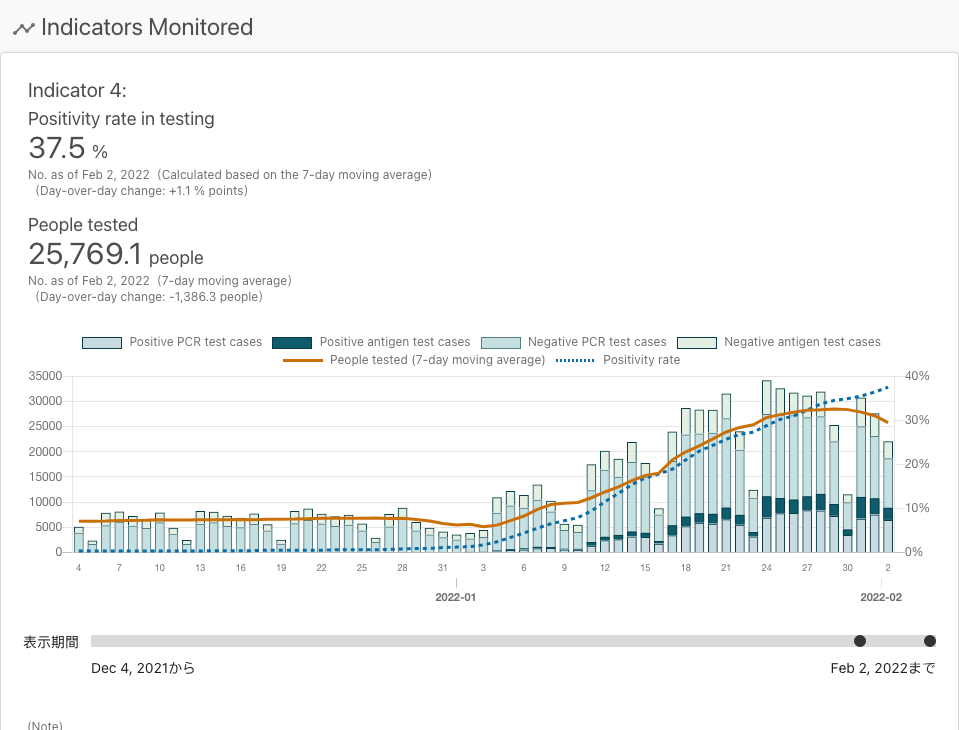 Indicators Monitored
Indicator 4:
Positivity rate in testing
37.5 %
No. as of Feb 2, 2022 (Calculated based on the 7-day moving average)
(Day-over-day change: +1.1 % points)
People tested
25,769.1 people
No. as of Feb 2, 2022 (7-day moving average)
(Day-over-day change: -1,386.3 people)
Positive PCR test cases Positive antigen test cases Negative PCR test cases Negative antigen test cases
People tested (7-day moving average) Positivity rate
35000 40%
30000
25000 30%
20000
15000 20%
10000 10%
5000
0 0%
4 7 10 13 16 19 22 25 28 31 3 6 9 12 15 18 21 24 27 30 2
2022-01 2022-02
表示期間
Dec 4, 2021から Feb 2, 2022まで
(Note)